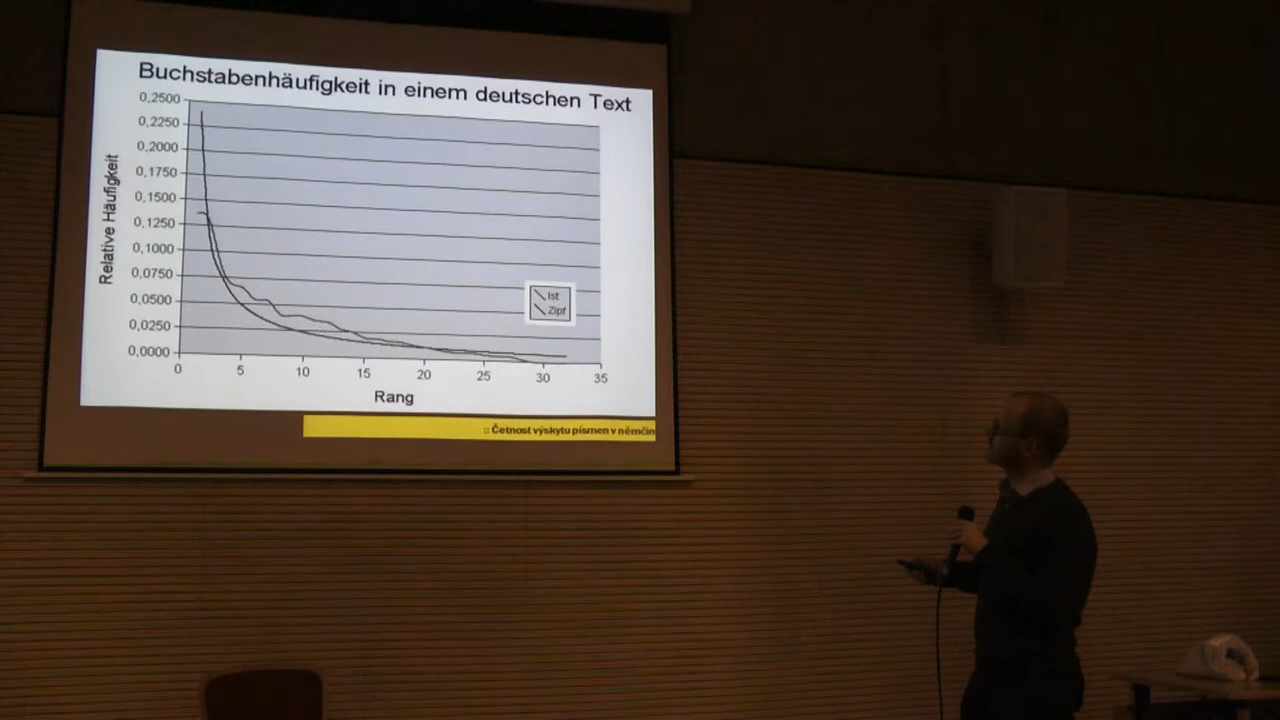 Buchstabenhäufigkeit in einem deutschen Text
0,2500
0,2250
0,2000
0,1750
0,1500
0,1250
0,1000
0,0750
0,0500
0,0250
0,0000
Relative Häufigkeit
Ist
Zipf
0 5 10 15 20 25 30 35
Rang
:: Četnost výskytu písmen v němčin